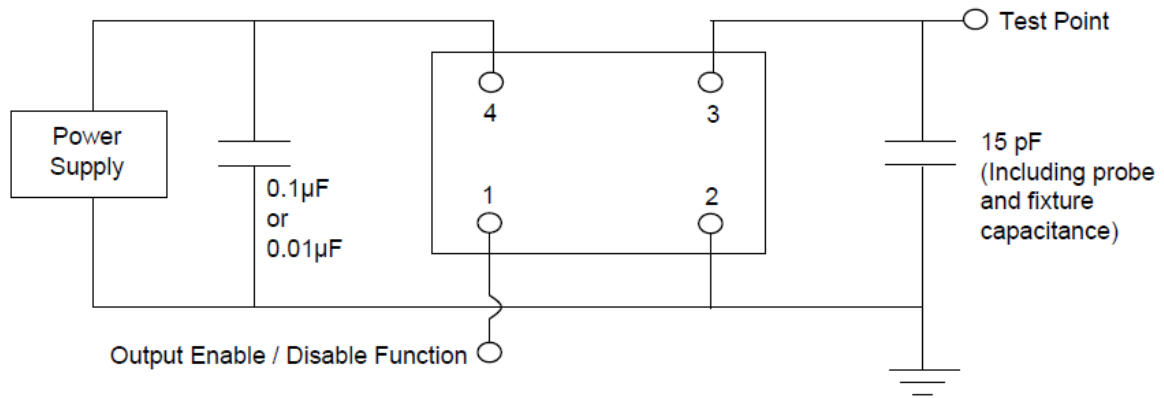 Test Point
Power
Supply
0.1µF
or
0.01µF
4
3
1
2
15 pF
(Including probe
and fixture
capacitance)
Output Enable / Disable Function